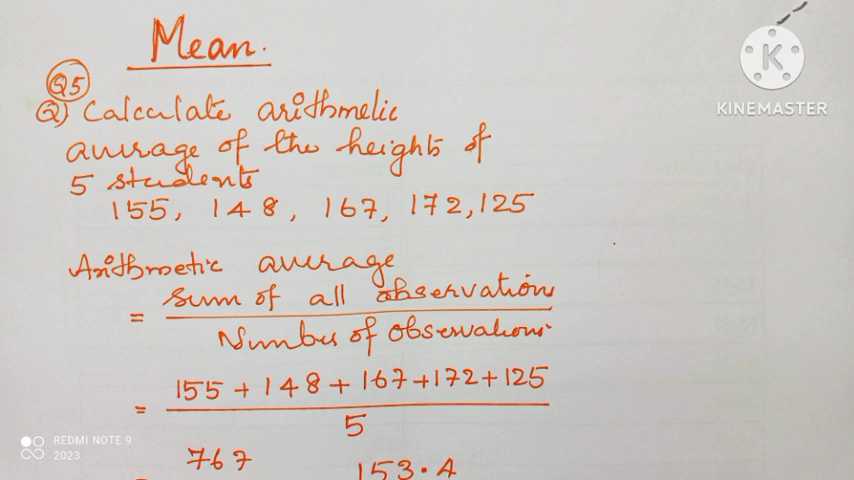 Mean.
Q5
Q) Calculate arithmetic
average of the heights of
5 students
155, 148, 167, 172, 125
Arithmetic average
= sum of all observation
Number of observations.
= 155 + 148 + 167 + 172 + 125
5
767 153.4
K
KINEMASTER
REDMI NOTE 9
2023